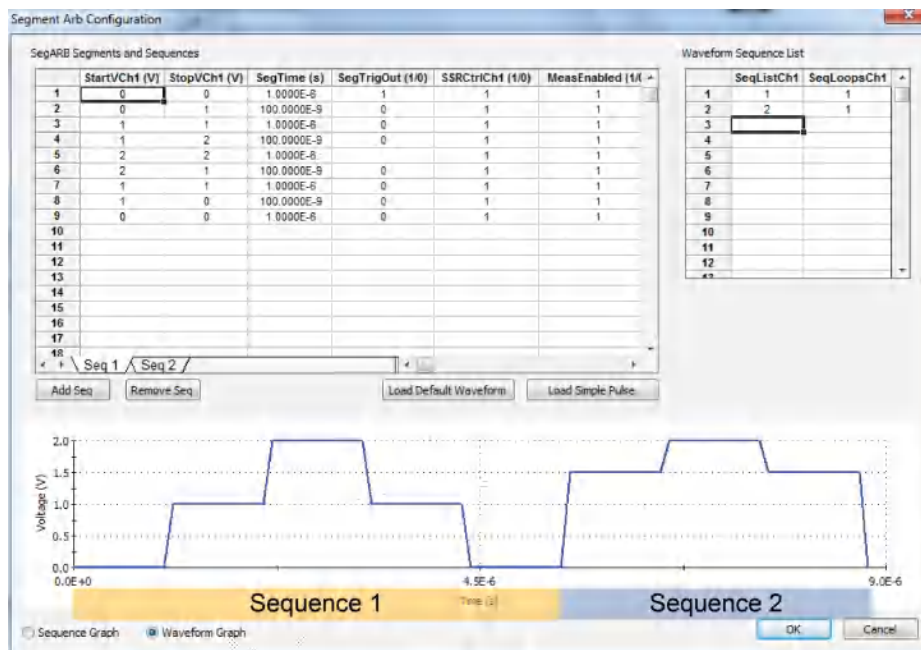 Segment Arb Configuration
SegARB Segments and Sequences
StartVCh1 (V) StopVCh1 (V) SegTime (s) SegTrigOut (1/0) SSRCtrlCh1 (1/0) MeasEnabled (1/(
1 0 0 1.0000E-6 1 1 1
2 0 1 100.0000E-9 0 1 1
3 1 1 1.0000E-6 0 1 1
4 1 2 100.0000E-9 0 1 1
5 2 2 1.0000E-6 1 1
6 2 1 100.0000E-9 0 1 1
7 1 1 1.0000E-6 0 1 1
8 1 0 100.0000E-9 0 1 1
9 0 0 1.0000E-6 0 1 1
10
11
12
13
14
15
16
17
18
Seq 1 Seq 2
Add Seq Remove Seq Load Default Waveform Load Simple Pulse
Waveform Sequence List
SeqListCh1 SeqLoopsCh1
1 1 1
2 2 1
3
4
5
6
7
8
9
10
11
12
13
Voltage (V)
2.0
1.5
1.0
0.5
0.0
0.0E+0 4.5E-6 9.0E-6
Time (s)
Sequence 1 Sequence 2
Sequence Graph Waveform Graph OK Cancel